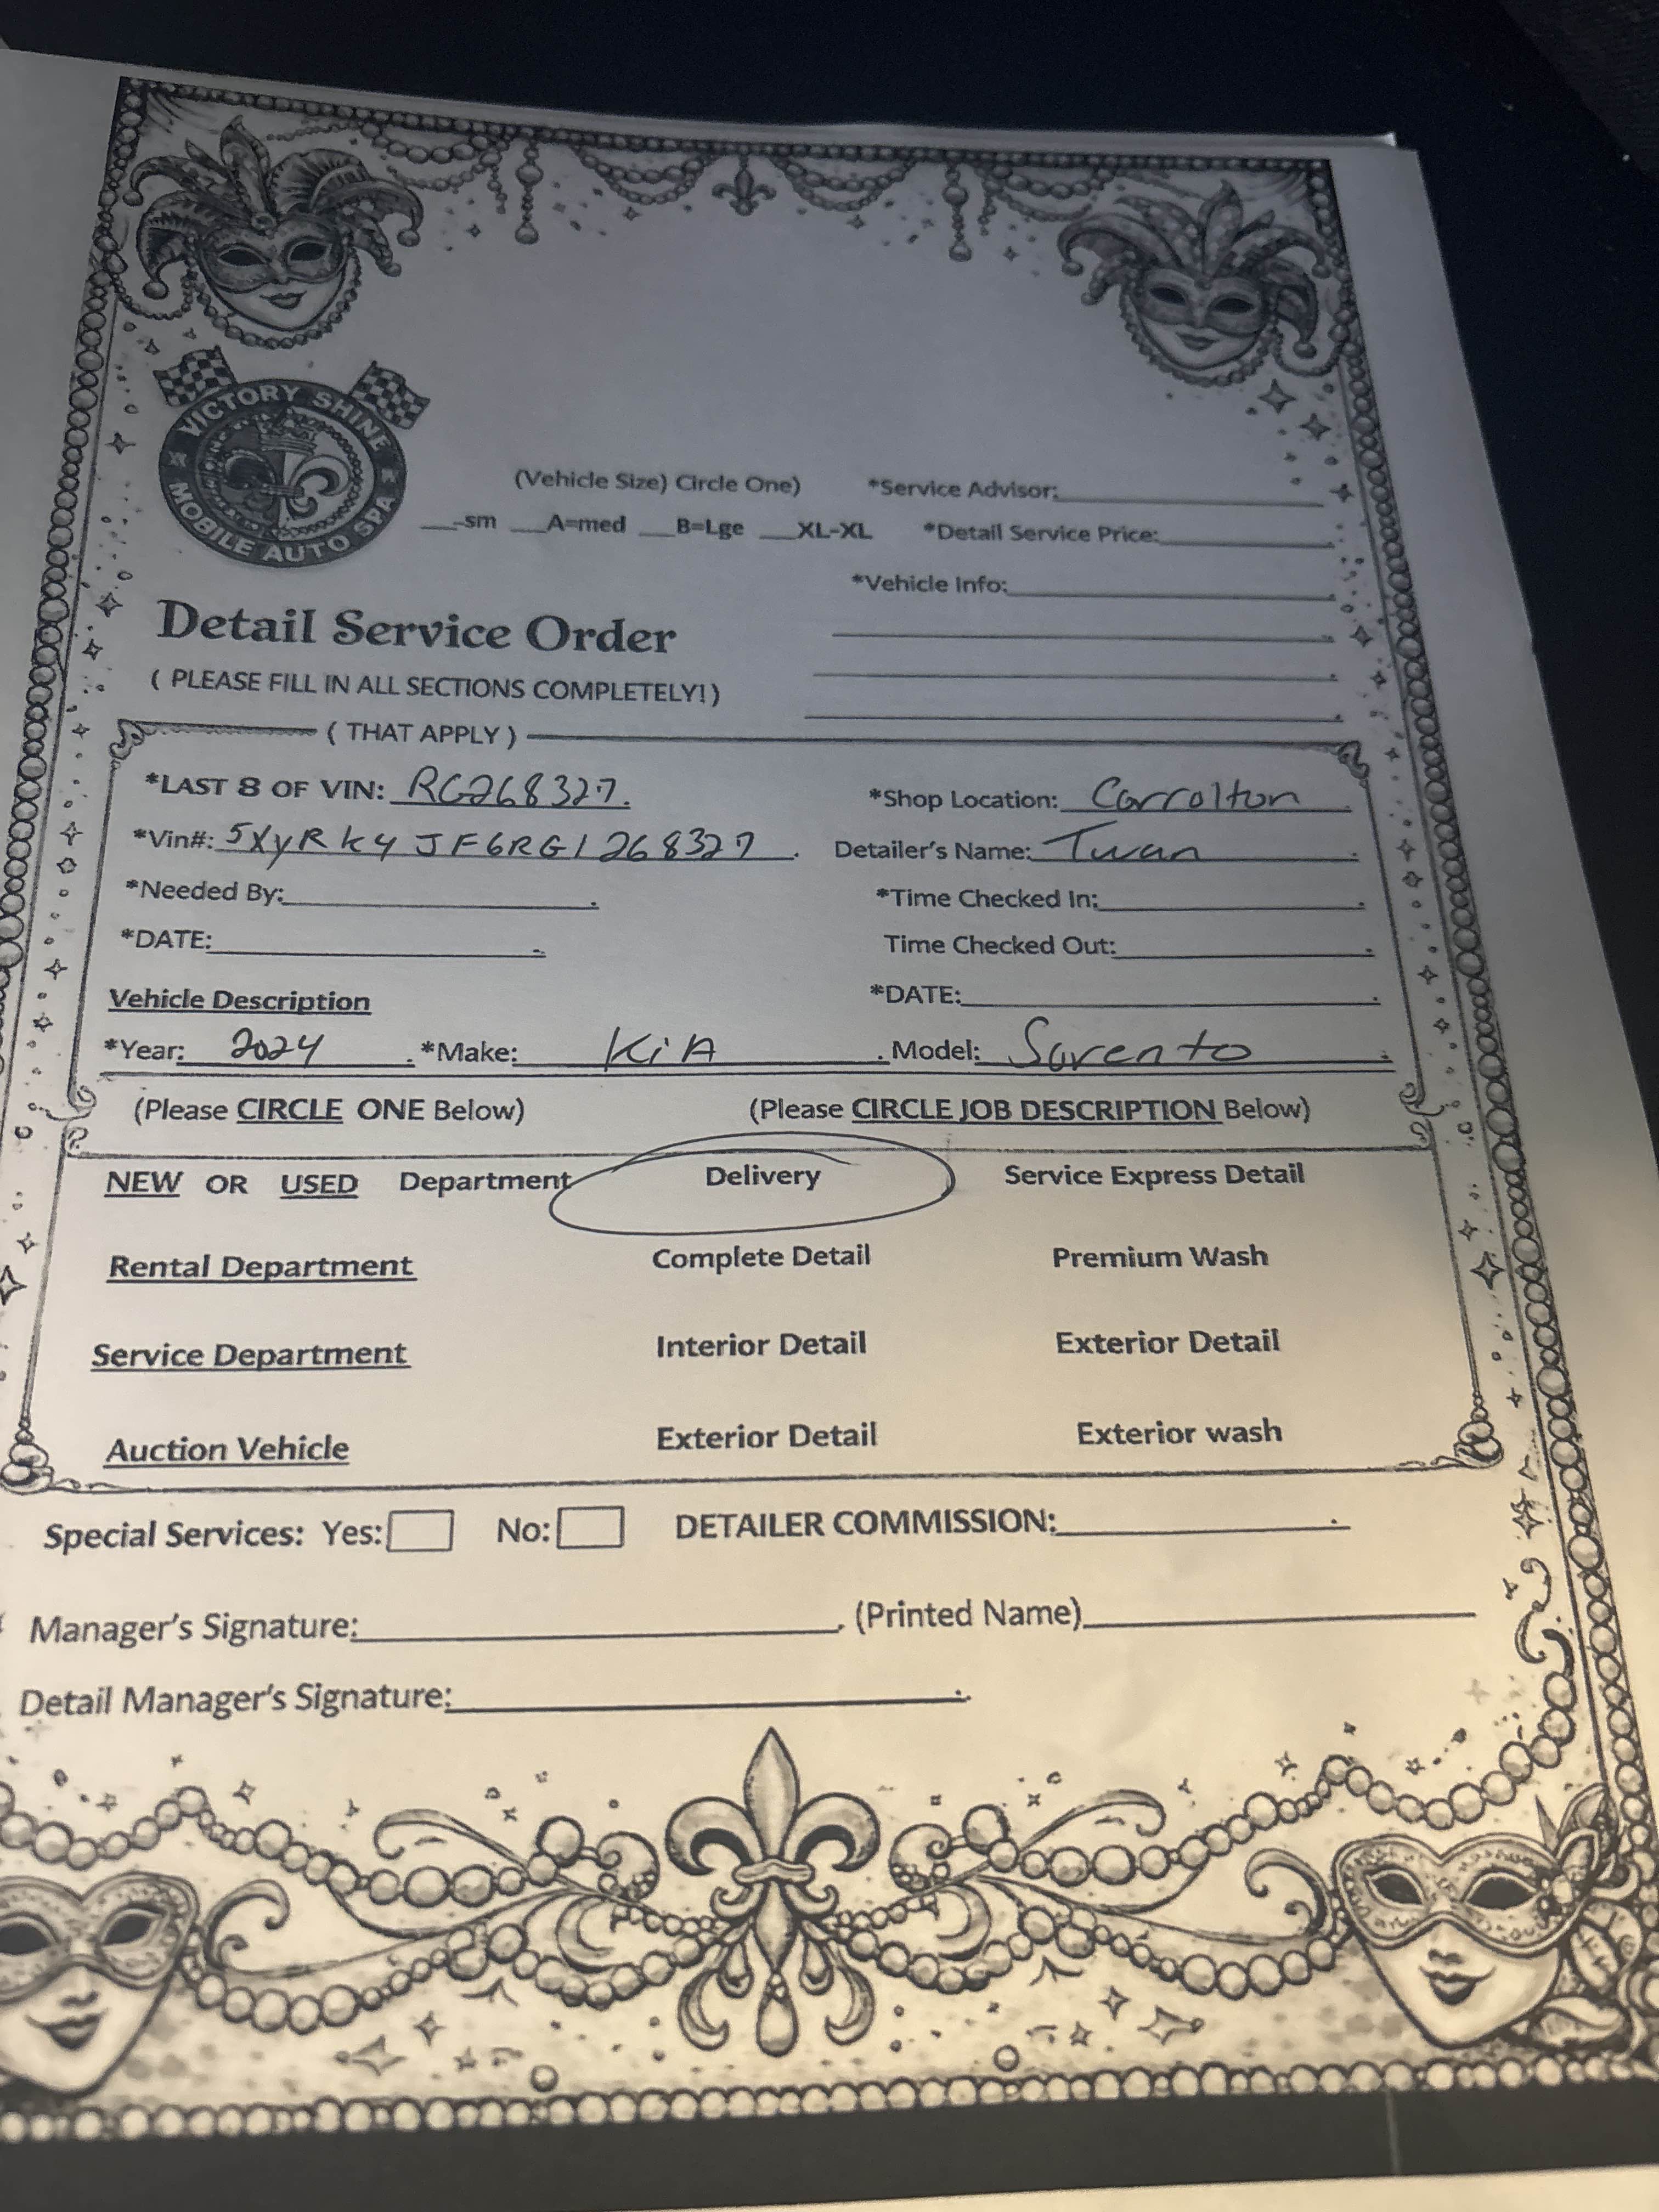 VICTORY SHINE
MOBILE AUTO SPA
(Vehicle Size) Circle One) *Service Advisor:
___-sm ___A=med ___B=Lge ___XL-XL *Detail Service Price:
*Vehicle Info:
Detail Service Order
( PLEASE FILL IN ALL SECTIONS COMPLETELY! )
( THAT APPLY )
*LAST 8 OF VIN: RG268327. *Shop Location: Carrolton
*Vin#: 5XyRK4JF6RG1268327. Detailer's Name: Twan
*Needed By: *Time Checked In:
*DATE: Time Checked Out:
Vehicle Description *DATE:
*Year: 2024. *Make: KiA. Model: Sorento
(Please CIRCLE ONE Below) (Please CIRCLE JOB DESCRIPTION Below)
NEW OR USED Department Delivery Service Express Detail
Rental Department Complete Detail Premium Wash
Service Department Interior Detail Exterior Detail
Auction Vehicle Exterior Detail Exterior wash
Special Services: Yes: No: DETAILER COMMISSION:
Manager's Signature: (Printed Name)
Detail Manager's Signature: